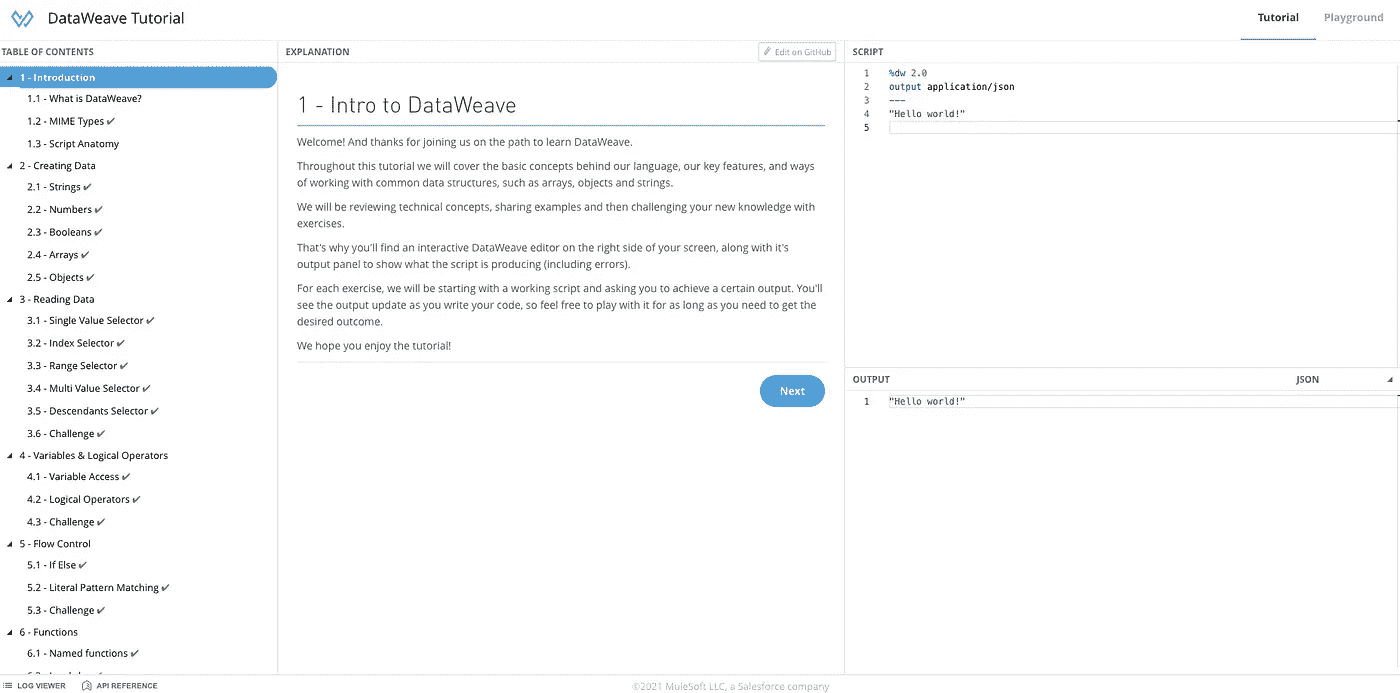 DataWeave Tutorial
Tutorial
Playground
TABLE OF CONTENTS
1 - Introduction
1.1 - What is DataWeave?
1.2 - MIME Types ✔
1.3 - Script Anatomy
2 - Creating Data
2.1 - Strings ✔
2.2 - Numbers ✔
2.3 - Booleans ✔
2.4 - Arrays ✔
2.5 - Objects ✔
3 - Reading Data
3.1 - Single Value Selector ✔
3.2 - Index Selector ✔
3.3 - Range Selector ✔
3.4 - Multi Value Selector ✔
3.5 - Descendants Selector ✔
3.6 - Challenge ✔
4 - Variables & Logical Operators
4.1 - Variable Access ✔
4.2 - Logical Operators ✔
4.3 - Challenge ✔
5 - Flow Control
5.1 - If Else ✔
5.2 - Literal Pattern Matching ✔
5.3 - Challenge ✔
6 - Functions
6.1 - Named functions ✔
EXPLANATION
Edit on GitHub
1 - Intro to DataWeave
Welcome! And thanks for joining us on the path to learn DataWeave.
Throughout this tutorial we will cover the basic concepts behind our language, our key features, and ways
of working with common data structures, such as arrays, objects and strings.
We will be reviewing technical concepts, sharing examples and then challenging your new knowledge with
exercises.
That's why you'll find an interactive DataWeave editor on the right side of your screen, along with it's
output panel to show what the script is producing (including errors).
For each exercise, we will be starting with a working script and asking you to achieve a certain output. You'll
see the output update as you write your code, so feel free to play with it for as long as you need to get the
desired outcome.
We hope you enjoy the tutorial!
Next
SCRIPT
1 %dw 2.0
2 output application/json
3 ---
4 "Hello world!"
5
OUTPUT
JSON
1 "Hello world!"
LOG VIEWER
API REFERENCE
©2021 MuleSoft LLC, a Salesforce company